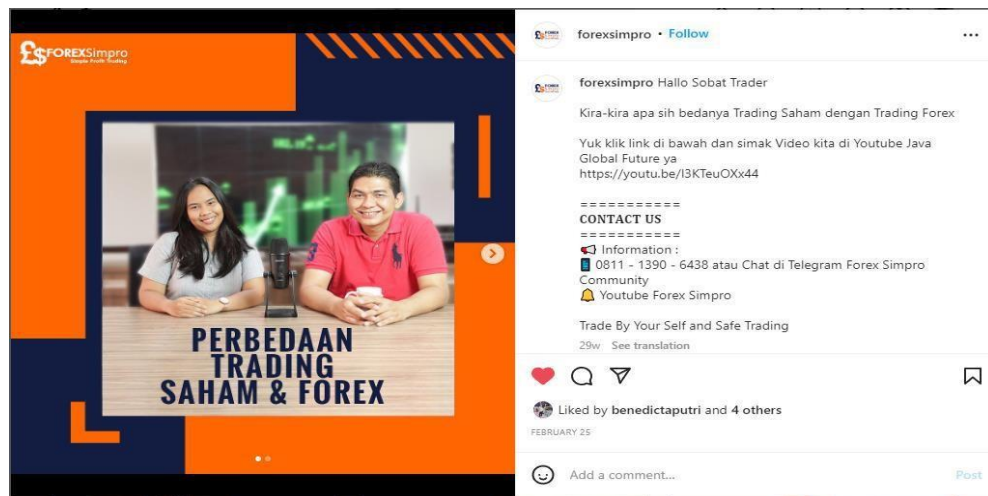 £$FOREXSimpro
Simple Profit Trading
PERBEDAAN
TRADING
SAHAM & FOREX
forexsimpro • Follow
forexsimpro Hallo Sobat Trader
Kira-kira apa sih bedanya Trading Saham dengan Trading Forex
Yuk klik link di bawah dan simak Video kita di Youtube Java
Global Future ya
https://youtu.be/I3KTeuOXx44
===========
CONTACT US
===========
Information :
0811 - 1390 - 6438 atau Chat di Telegram Forex Simpro
Community
Youtube Forex Simpro
Trade By Your Self and Safe Trading
29w See translation
Liked by benedictaputri and 4 others
FEBRUARY 25
Add a comment...
Post